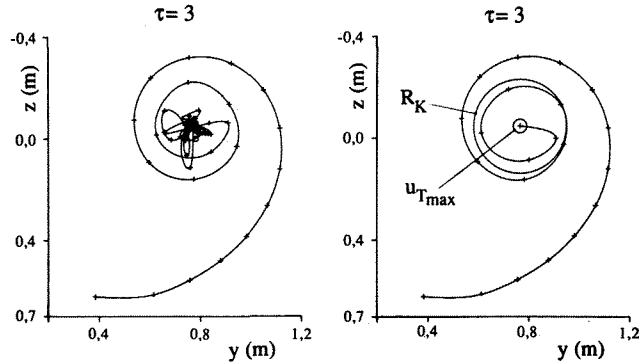 τ= 3
-0,4
0,0
0,4
0,7
z (m)
0,4
0,8
1,2
y (m)
τ= 3
-0,4
0,0
0,4
0,7
z (m)
R_K
u_Tmax
0,4
0,8
1,2
y (m)